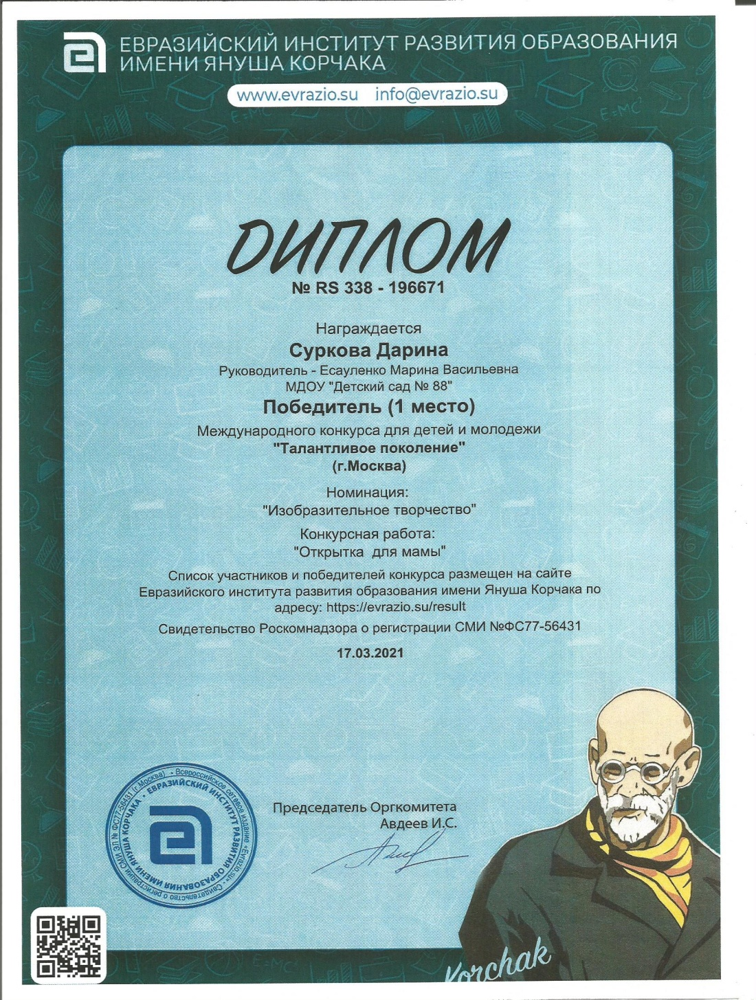 ЕВРАЗИЙСКИЙ ИНСТИТУТ РАЗВИТИЯ ОБРАЗОВАНИЯ
ИМЕНИ ЯНУША КОРЧАКА
www.evrazio.su info@evrazio.su
ДИПЛОМ
№ RS 338 - 196671
Награждается
Суркова Дарина
Руководитель - Есауленко Марина Васильевна
МДОУ "Детский сад № 88"
Победитель (1 место)
Международного конкурса для детей и молодежи
"Талантливое поколение"
(г.Москва)
Номинация:
"Изобразительное творчество"
Конкурсная работа:
"Открытка для мамы"
Список участников и победителей конкурса размещен на сайте
Евразийского института развития образования имени Януша Корчака по
адресу: https://evrazio.su/result
Свидетельство Роскомнадзора о регистрации СМИ №ФС77-56431
17.03.2021
Всероссийское сетевое издание «Evrazio.su» • Свидетельство о регистрации СМИ ЭЛ № ФС77-56431 (г.Москва) •
ЕВРАЗИЙСКИЙ ИНСТИТУТ РАЗВИТИЯ ОБРАЗОВАНИЯ ИМЕНИ ЯНУША КОРЧАКА •
Председатель Оргкомитета
Авдеев И.С.
Korchak